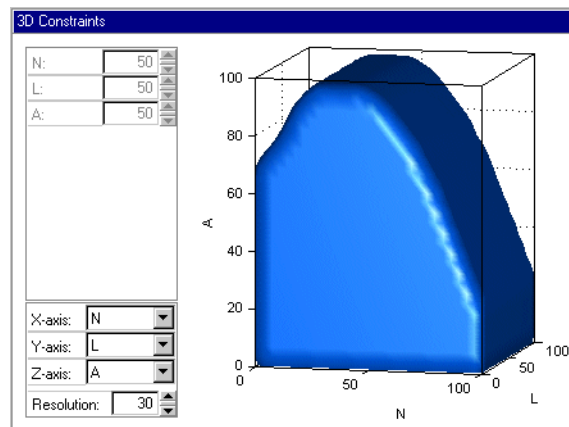 3D Constraints
N: 50
L: 50
A: 50
X-axis: N
Y-axis: L
Z-axis: A
Resolution: 30
100
80
60
40
20
0
A
0
50
100
N
0
50
100
L